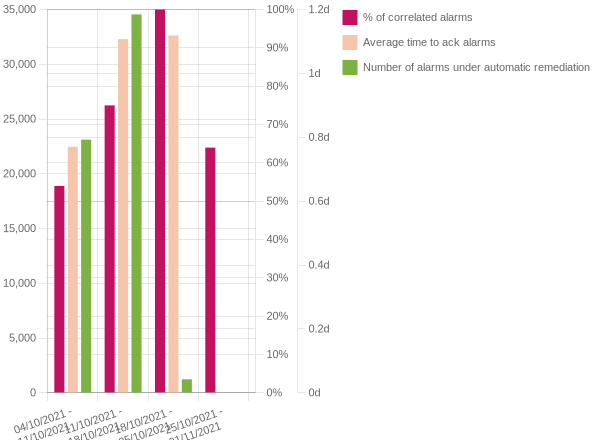 35,000
30,000
25,000
20,000
15,000
10,000
5,000
0
100%
90%
80%
70%
60%
50%
40%
30%
20%
10%
0%
1.2d
1d
0.8d
0.6d
0.4d
0.2d
0d
% of correlated alarms
Average time to ack alarms
Number of alarms under automatic remediation
04/10/2021 -
11/10/2021
11/10/2021 -
18/10/2021
18/10/2021 -
25/10/2021
25/10/2021 -
01/11/2021